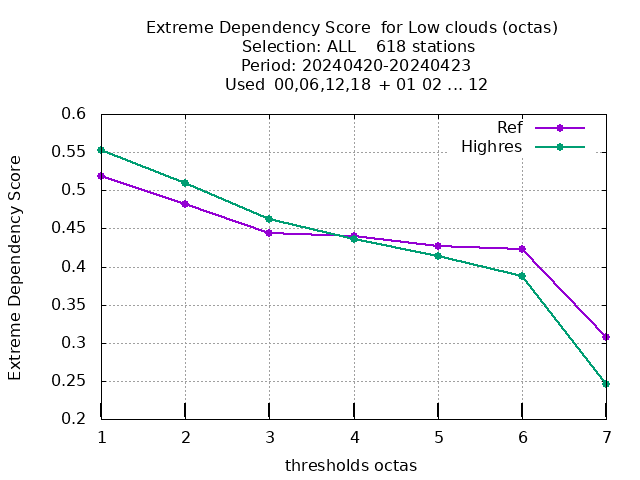 Extreme Dependency Score  for Low clouds (octas)
Selection: ALL    618 stations
Period: 20240420-20240423
Used  00,06,12,18  + 01 02 ... 12
Ref
Highres
0.6
0.55
0.5
0.45
0.4
0.35
0.3
0.25
0.2
Extreme Dependency Score
1 2 3 4 5 6 7
thresholds octas